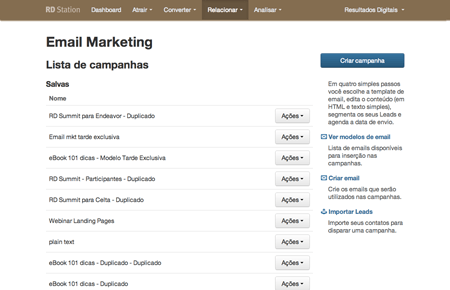 RD Station Dashboard Atrair Converter Relacionar Analisar Resultados Digitais
Email Marketing
Lista de campanhas
Salvas
Nome
RD Summit para Endeavor - Duplicado Ações
Email mkt tarde exclusiva Ações
eBook 101 dicas - Modelo Tarde Exclusiva Ações
RD Summit - Participantes - Duplicado Ações
RD Summit para Celta - Duplicado Ações
Webinar Landing Pages Ações
plain text Ações
eBook 101 dicas - Duplicado - Duplicado Ações
eBook 101 dicas - Duplicado Ações
Criar campanha
Em quatro simples passos
você escolhe a template de
email, edita o conteúdo (em
HTML e texto simples),
segmenta os seus Leads e
agenda a data de envio.
Ver modelos de email
Lista de emails disponíveis
para inserção nas
campanhas.
Criar email
Crie os emails que serão
utilizados nas campanhas.
Importar Leads
Importe seus contatos para
disparar uma campanha.